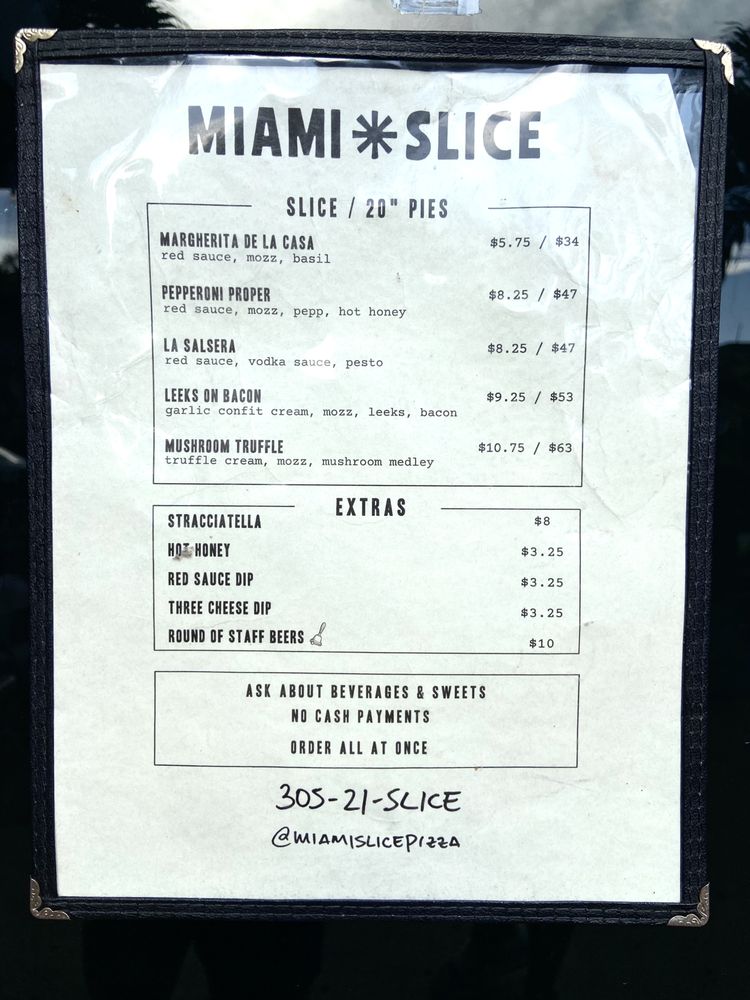 MIAMI*SLICE
SLICE / 20" PIES
MARGHERITA DE LA CASA $5.75 / $34
red sauce, mozz, basil
PEPPERONI PROPER $8.25 / $47
red sauce, mozz, pepp, hot honey
LA SALSERA $8.25 / $47
red sauce, vodka sauce, pesto
LEEKS ON BACON $9.25 / $53
garlic confit cream, mozz, leeks, bacon
MUSHROOM TRUFFLE $10.75 / $63
truffle cream, mozz, mushroom medley
EXTRAS
STRACCIATELLA $8
HOT HONEY $3.25
RED SAUCE DIP $3.25
THREE CHEESE DIP $3.25
ROUND OF STAFF BEERS $10
ASK ABOUT BEVERAGES & SWEETS
NO CASH PAYMENTS
ORDER ALL AT ONCE
305-21-SLICE
@MIAMISLICEPIZZA